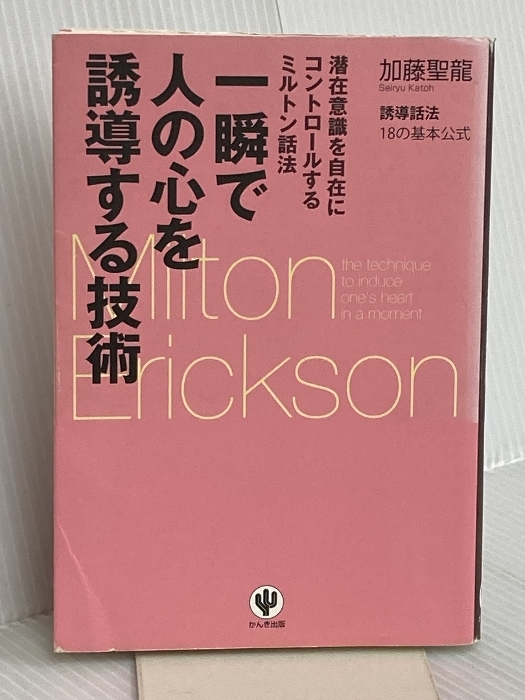 加藤聖龍
Seiryu Katoh
誘導話法
18の基本公式
潜在意識を自在に
コントロールする
ミルトン話法
一瞬で
人の心を
誘導する技術
Milton
Erickson
the technique
to induce
one's heart
in a moment
かんき出版